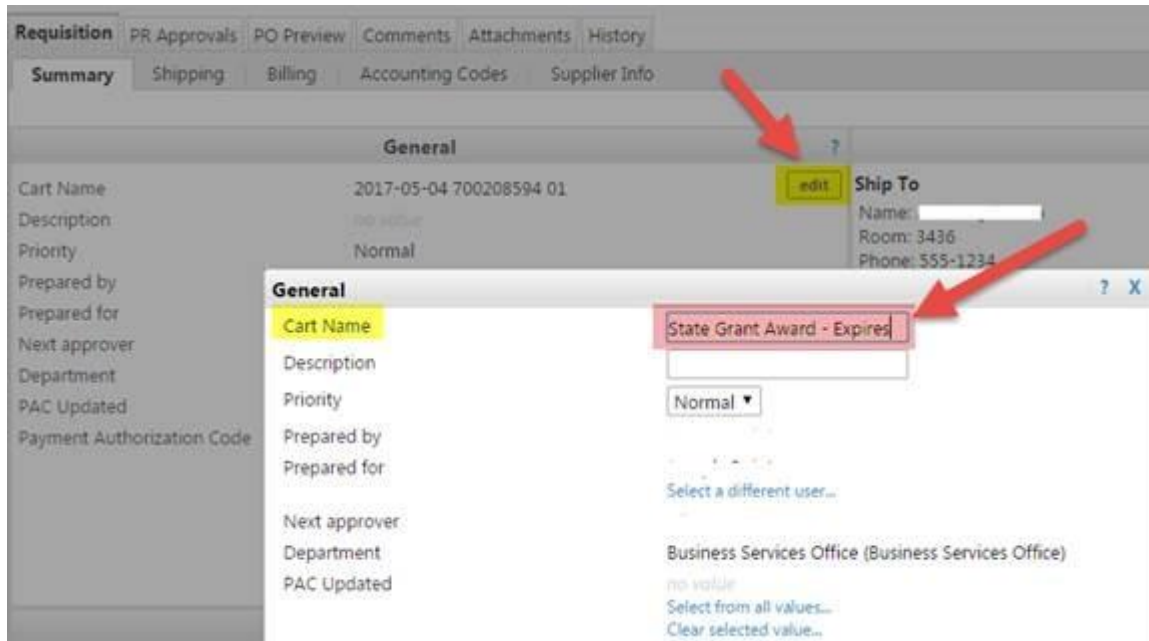 Requisition PR Approvals PO Preview Comments Attachments History
Summary Shipping Billing Accounting Codes Supplier Info
General ?
Cart Name 2017-05-04 700208594 01 edit Ship To
Description no value Name:
Priority Normal Room: 3436
Phone: 555-1234
Prepared by
Prepared for
Next approver
Department
PAC Updated
Payment Authorization Code
General ? X
Cart Name State Grant Award - Expires
Description
Priority Normal
Prepared by
Prepared for
Select a different user...
Next approver
Department Business Services Office (Business Services Office)
PAC Updated no value
Select from all values...
Clear selected value...